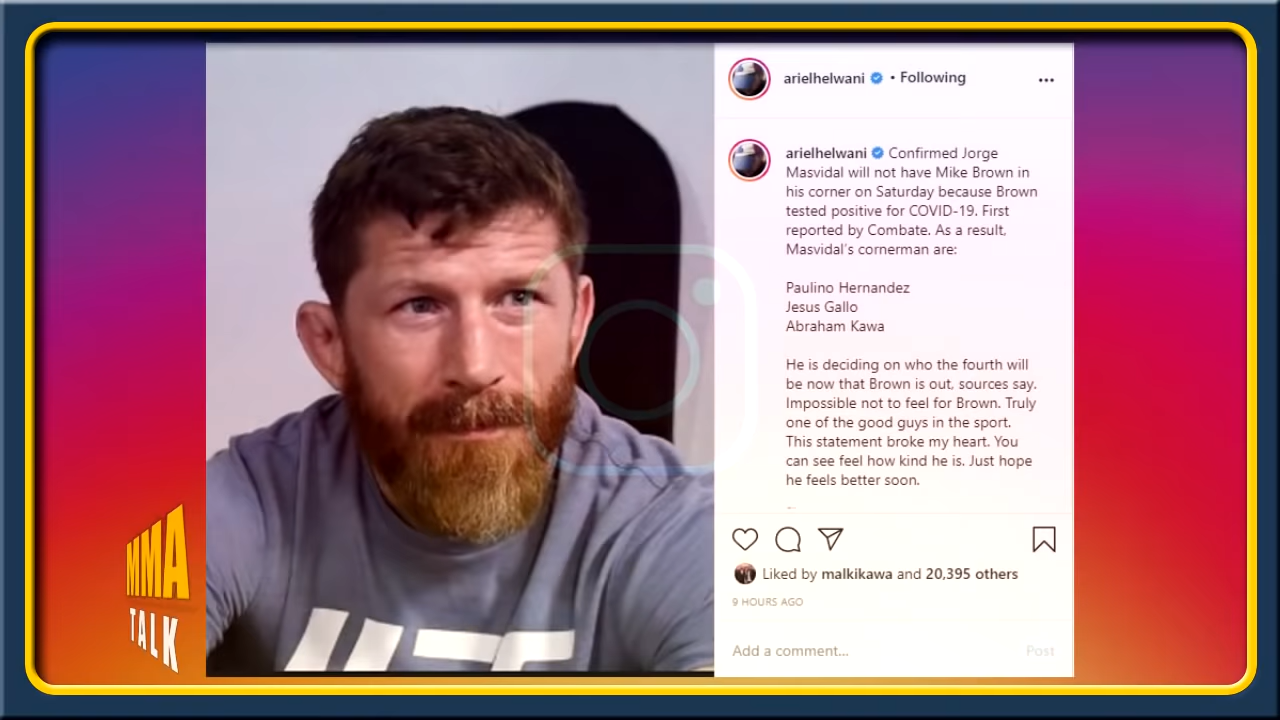 arielhelwani • Following
arielhelwani Confirmed Jorge
Masvidal will not have Mike Brown in
his corner on Saturday because Brown
tested positive for COVID-19. First
reported by Combate. As a result,
Masvidal's cornerman are:
Paulino Hernandez
Jesus Gallo
Abraham Kawa
He is deciding on who the fourth will
be now that Brown is out, sources say.
Impossible not to feel for Brown. Truly
one of the good guys in the sport.
This statement broke my heart. You
can see feel how kind he is. Just hope
he feels better soon.
Liked by malkikawa and 20,395 others
9 HOURS AGO
Add a comment...
Post
MMA
TALK
UFC